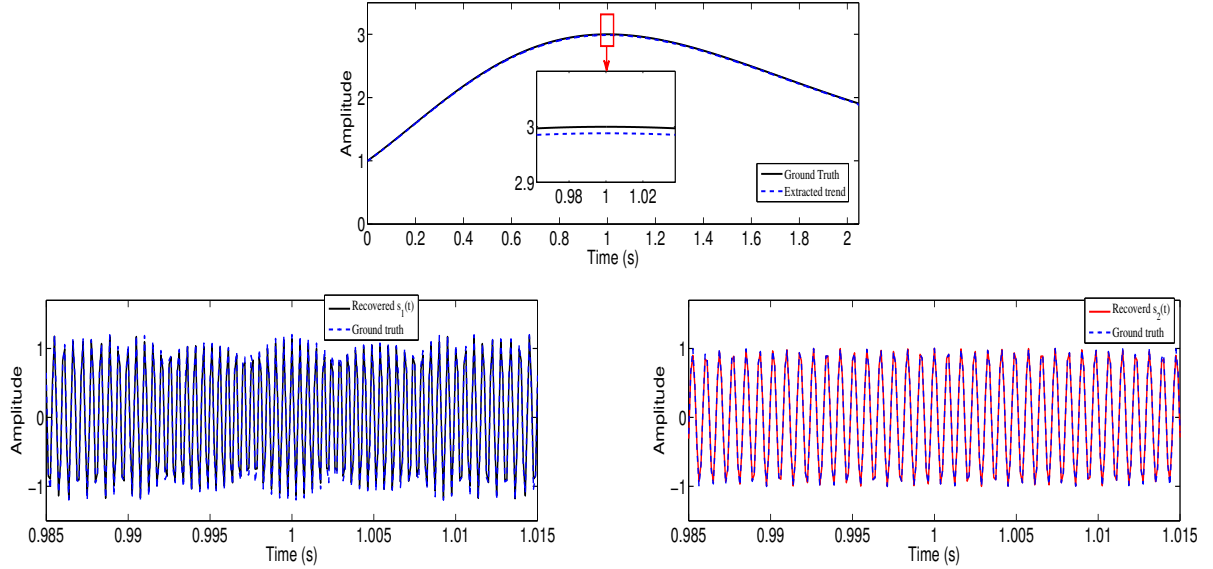 3
2
1
0
Amplitude
3
2.9
0.98 1 1.02
Ground Truth
Extracted trend
0 0.2 0.4 0.6 0.8 1 1.2 1.4 1.6 1.8 2
Time (s)
Recovered s_1(t)
Ground truth
1
0
−1
Amplitude
0.985 0.99 0.995 1 1.005 1.01 1.015
Time (s)
Recoverd s_2(t)
Ground truth
1
0
−1
Amplitude
0.985 0.99 0.995 1 1.005 1.01 1.015
Time (s)